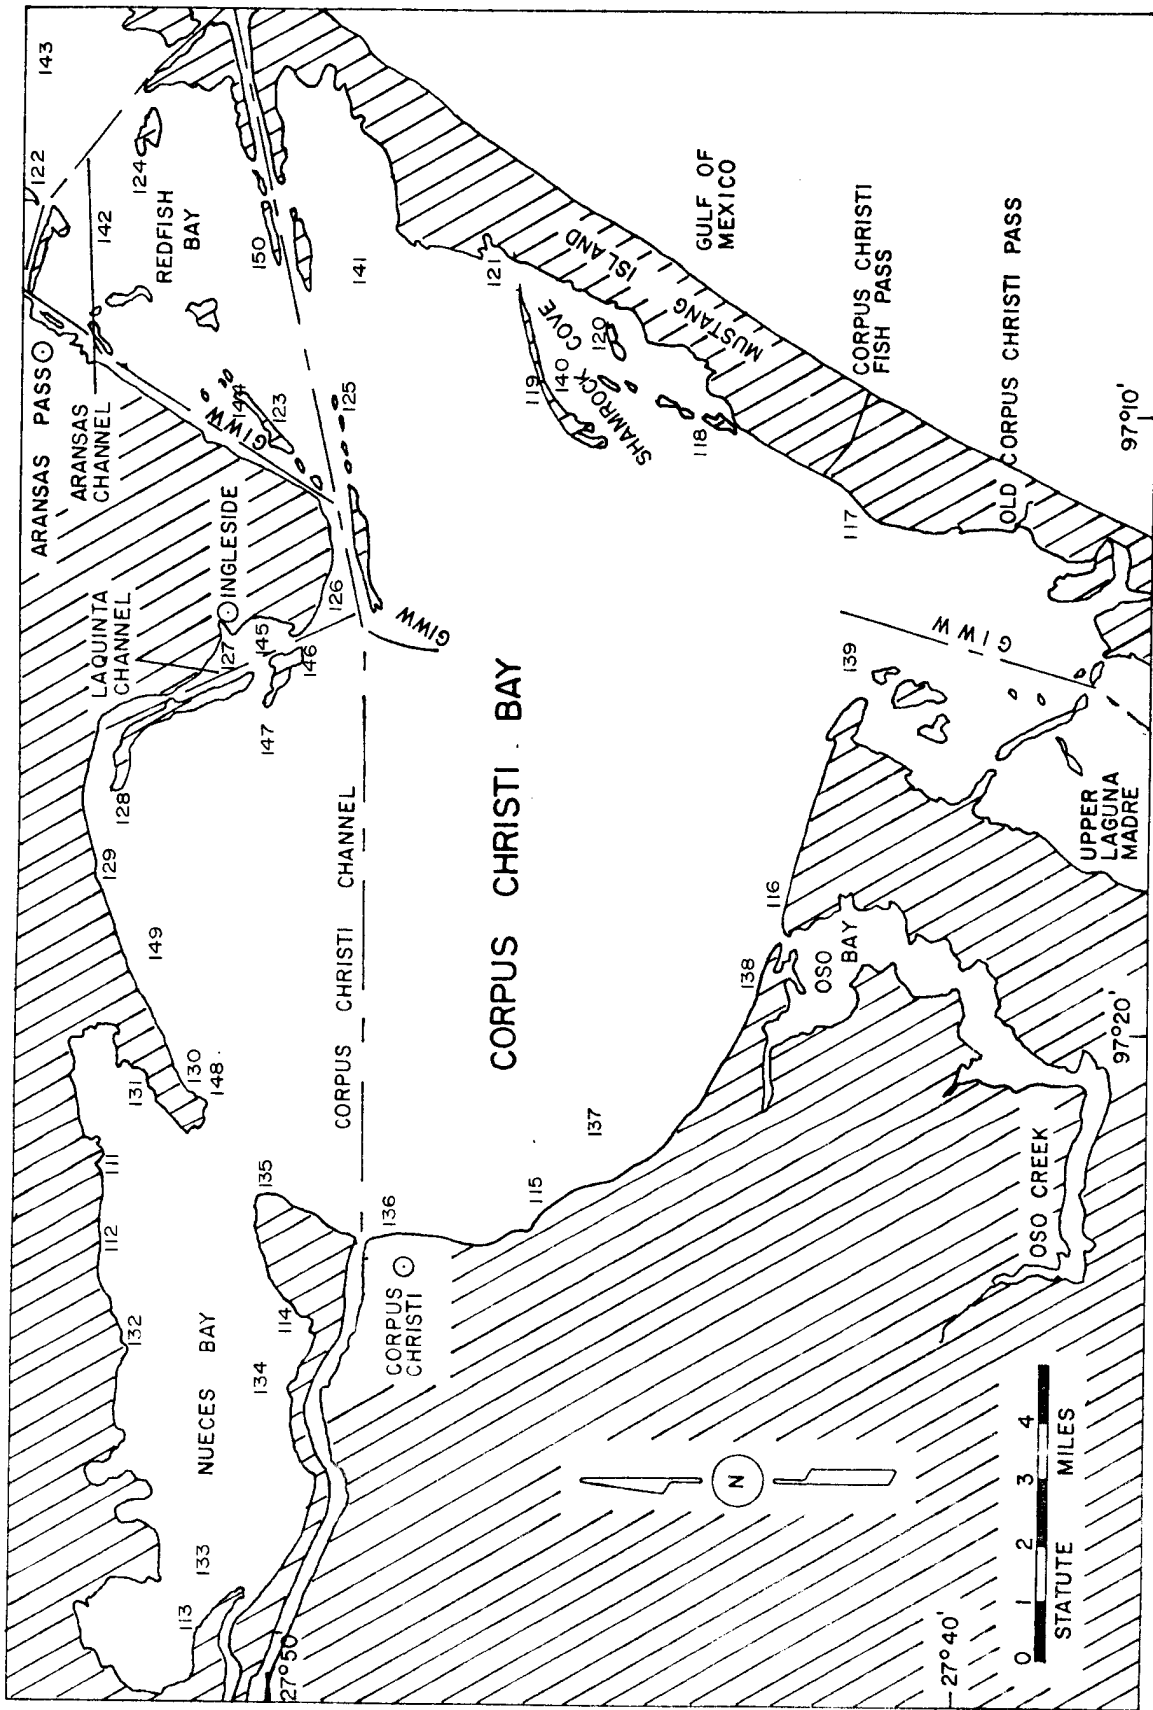 143
122
124
142
REDFISH
BAY
150
141
ARANSAS PASS
ARANSAS
CHANNEL
144
GIWW
123
125
INGLESIDE
LAQUINTA
CHANNEL
127
145
126
146
147
GIWW
128
129
149
130
148
131
111
112
132
NUECES BAY
133
113
134
114
135
136
CORPUS
CHRISTI
CORPUS CHRISTI CHANNEL
CORPUS CHRISTI BAY
121
119
140
SHAMROCK COVE
120
118
MUSTANG
ISLAND
GULF OF
MEXICO
CORPUS CHRISTI
FISH PASS
117
OLD CORPUS CHRISTI PASS
GIWW
139
UPPER
LAGUNA
MADRE
116
138
OSO
BAY
137
115
OSO CREEK
97°10'
97°20'
27°50'
27°40'
N
0 1 2 3 4
STATUTE MILES